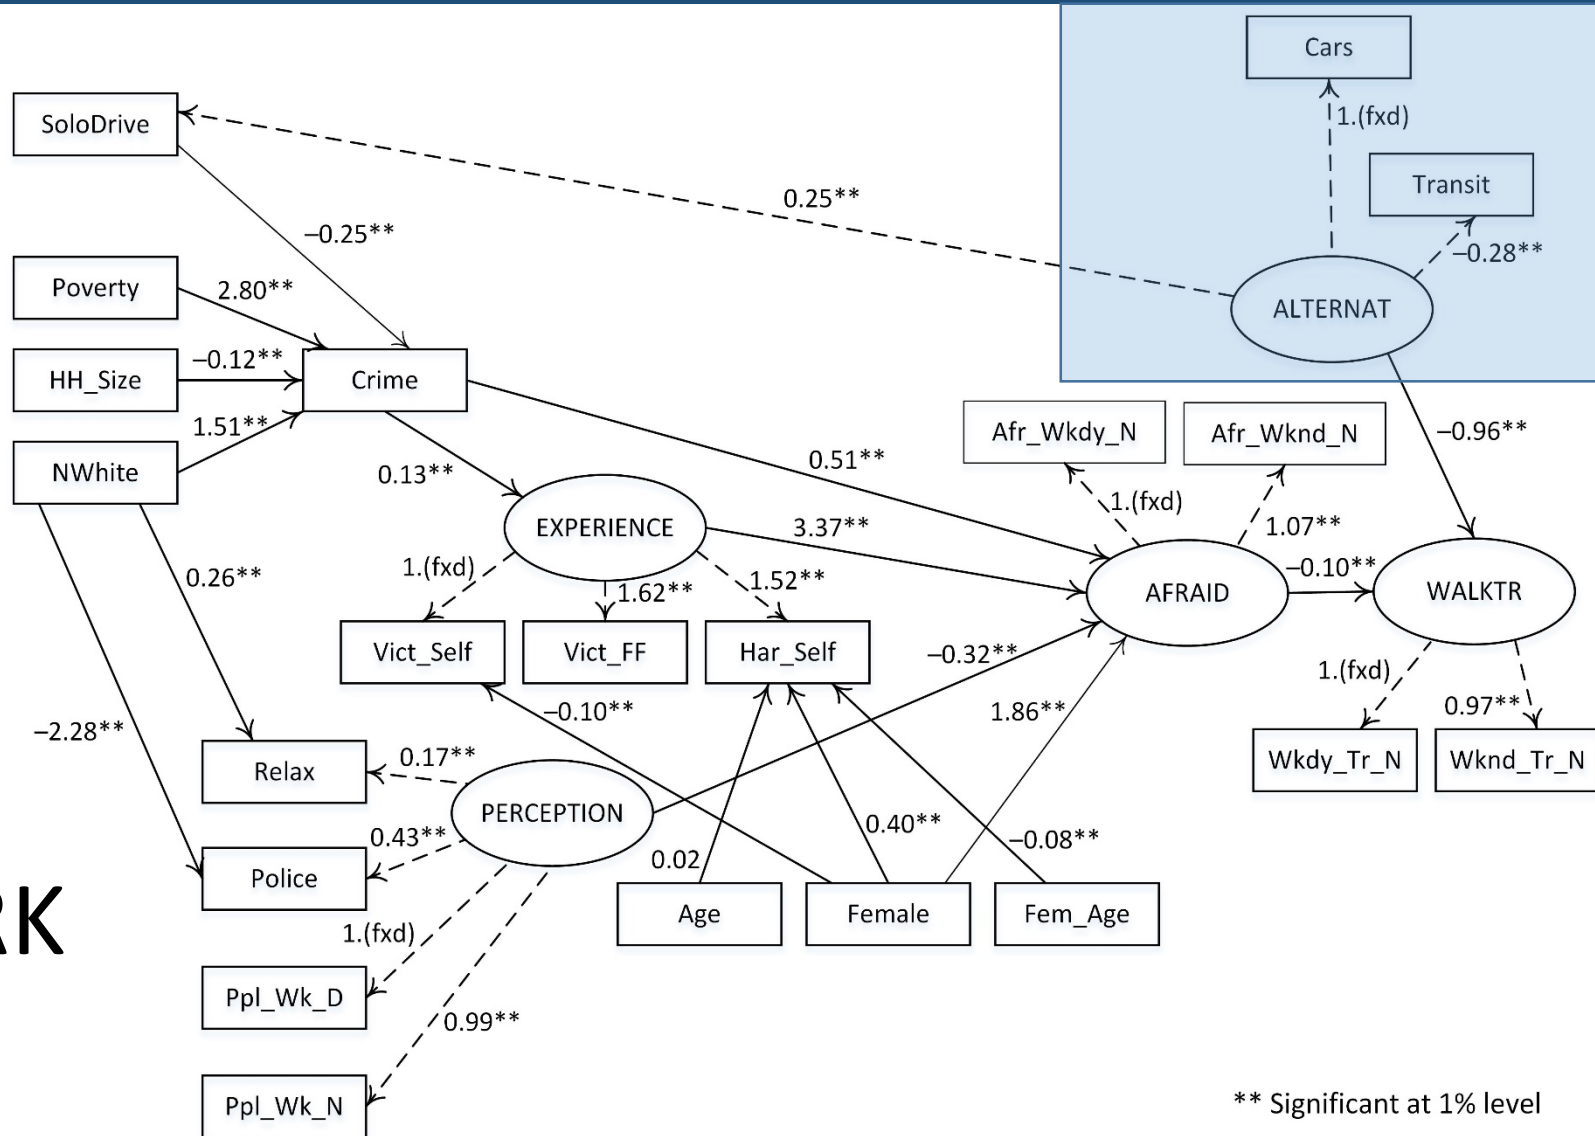 Cars
1.(fxd)
SoloDrive
Transit
0.25**
–0.25**
–0.28**
Poverty
2.80**
ALTERNAT
HH_Size
–0.12**
Crime
1.51**
NWhite
Afr_Wkdy_N
Afr_Wknd_N
–0.96**
0.13**
0.51**
EXPERIENCE
3.37**
1.(fxd)
1.07**
1.(fxd)
1.62**
1.52**
–0.10**
0.26**
AFRAID
WALKTR
Vict_Self
Vict_FF
Har_Self
–0.32**
1.(fxd)
–0.10**
1.86**
0.97**
–2.28**
Relax
0.17**
Wkdy_Tr_N
Wknd_Tr_N
PERCEPTION
0.43**
0.40**
–0.08**
0.02
Police
Age
Female
Fem_Age
RK
1.(fxd)
Ppl_Wk_D
0.99**
Ppl_Wk_N
** Significant at 1% level